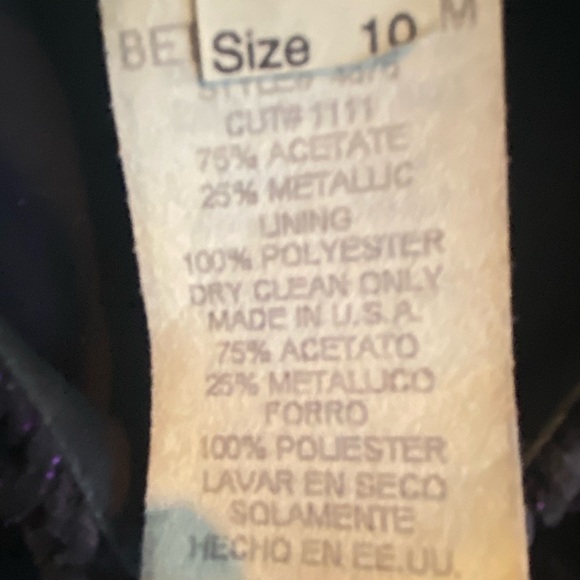 Size 10
CUT# 1111
75% ACETATE
25% METALLIC
LINING
100% POLYESTER
DRY CLEAN ONLY
MADE IN U.S.A.
75% ACETATO
25% METALLICO
FORRO
100% POLIESTER
LAVAR EN SECO
SOLAMENTE
HECHO EN EE.UU.